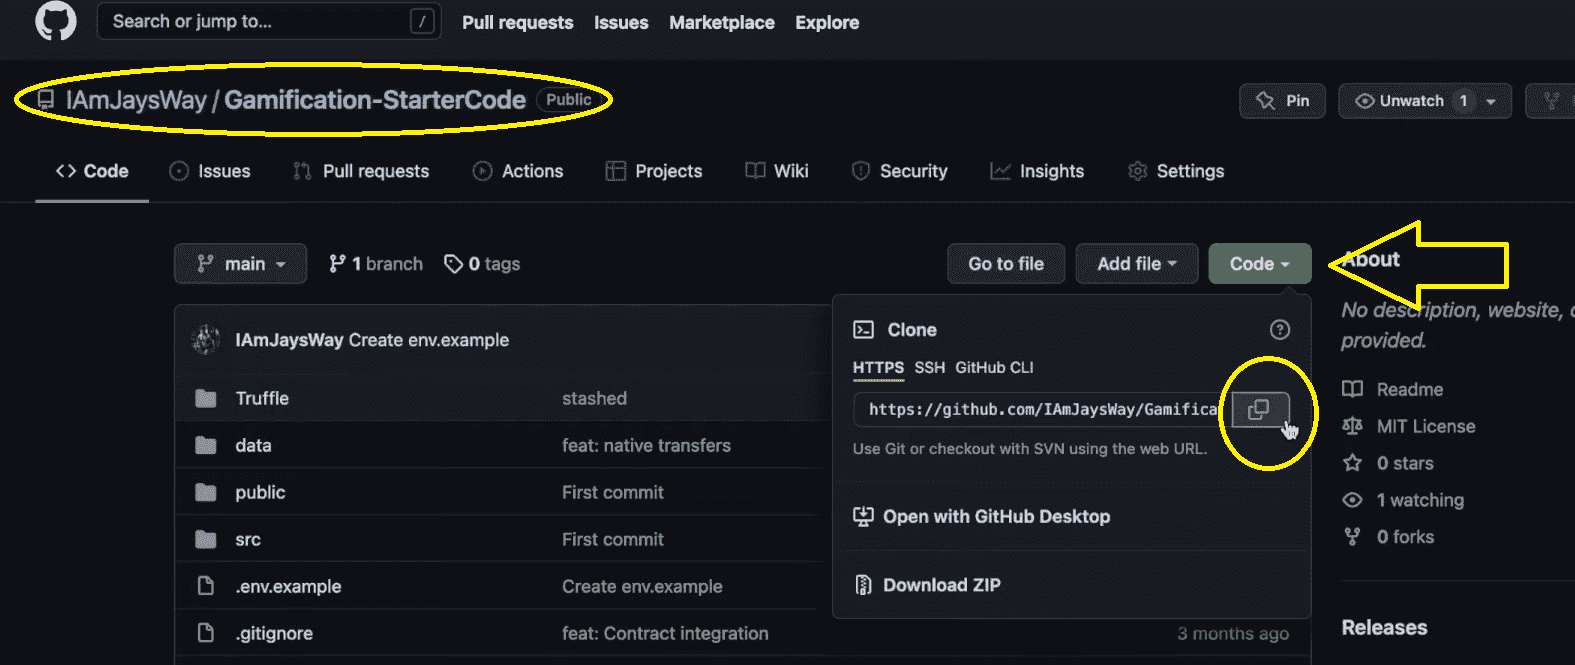 Search or jump to... / Pull requests Issues Marketplace Explore
IAmJaysWay / Gamification-StarterCode Public Pin Unwatch 1
<> Code Issues Pull requests Actions Projects Wiki Security Insights Settings
main 1 branch 0 tags Go to file Add file Code
About
No description, website,
provided.
IAmJaysWay Create env.example
Truffle stashed
data feat: native transfers
public First commit
src First commit
.env.example Create env.example
.gitignore feat: Contract integration 3 months ago
Clone
HTTPS SSH GitHub CLI
https://github.com/IAmJaysWay/Gamifica
Use Git or checkout with SVN using the web URL.
Open with GitHub Desktop
Download ZIP
Readme
MIT License
0 stars
1 watching
0 forks
Releases